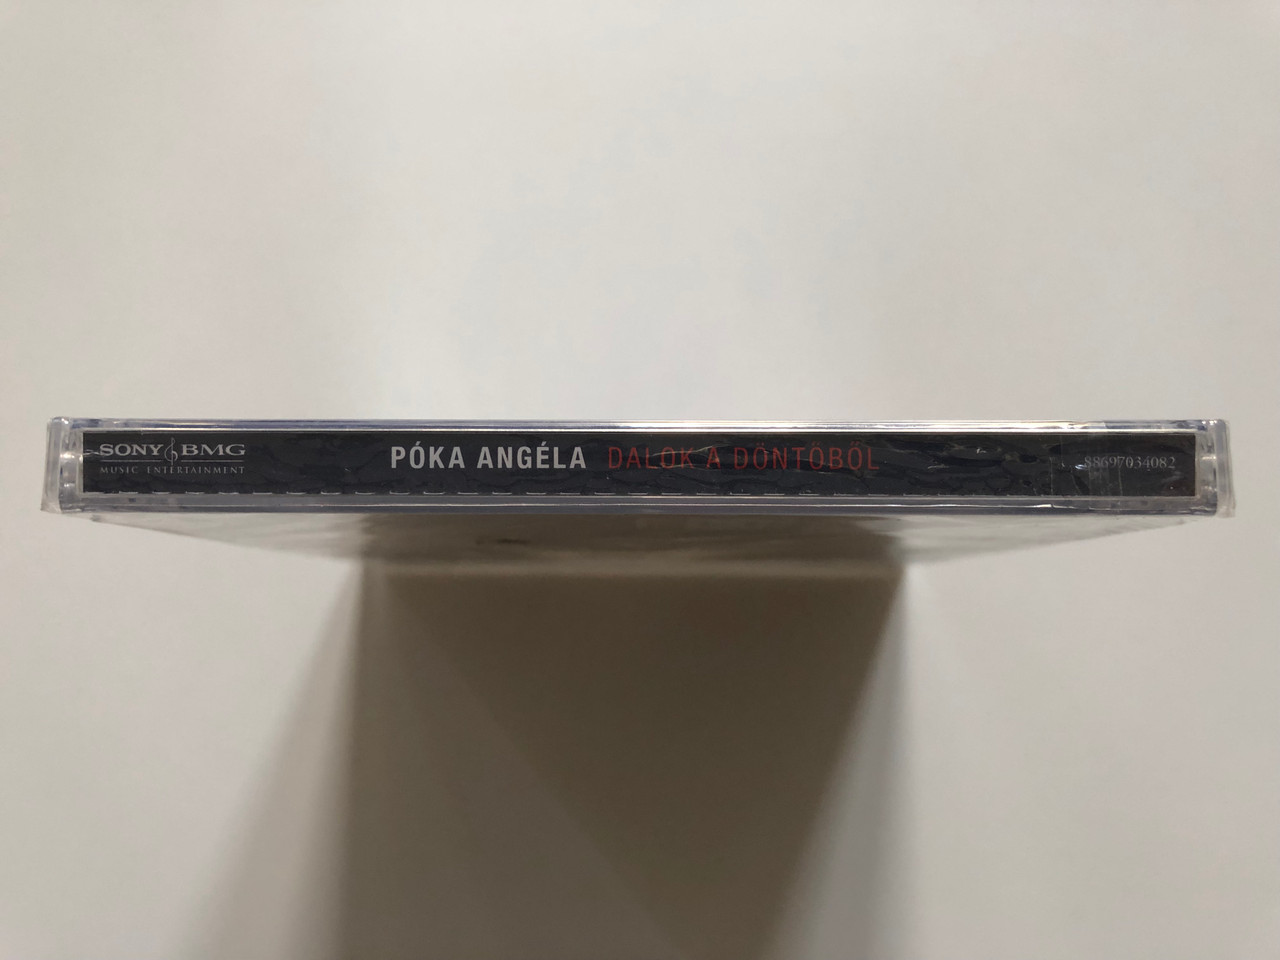 SONY BMG
MUSIC ENTERTAINMENT
PÓKA ANGÉLA DALOK A DÖNTŐBŐL
88697034082